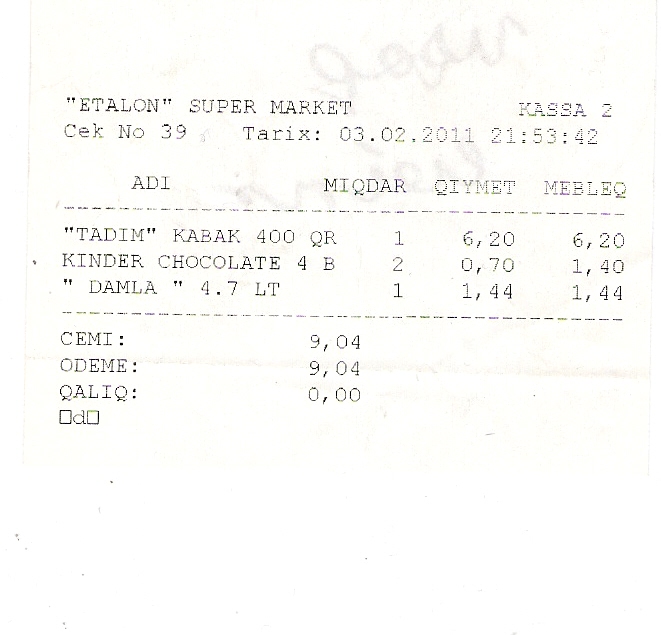 "ETALON" SUPER MARKET KASSA 2
Cek No 39 Tarix: 03.02.2011 21:53:42
ADI MIQDAR QIYMET MEBLEQ
"TADIM" KABAK 400 QR 1 6,20 6,20
KINDER CHOCOLATE 4 B 2 0,70 1,40
" DAMLA " 4.7 LT 1 1,44 1,44
CEMI: 9,04
ODEME: 9,04
QALIQ: 0,00
□d□